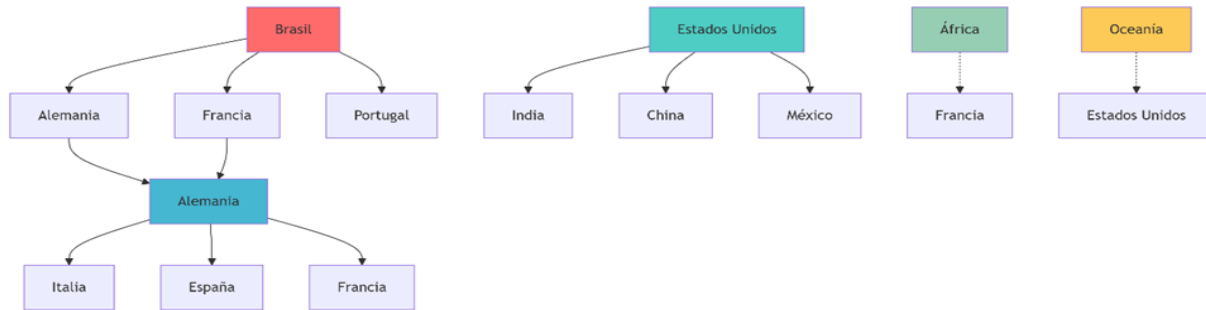 Brasil
Estados Unidos
África
Oceanía
Alemania
Francia
Portugal
India
China
México
Francia
Estados Unidos
Alemania
Italia
España
Francia